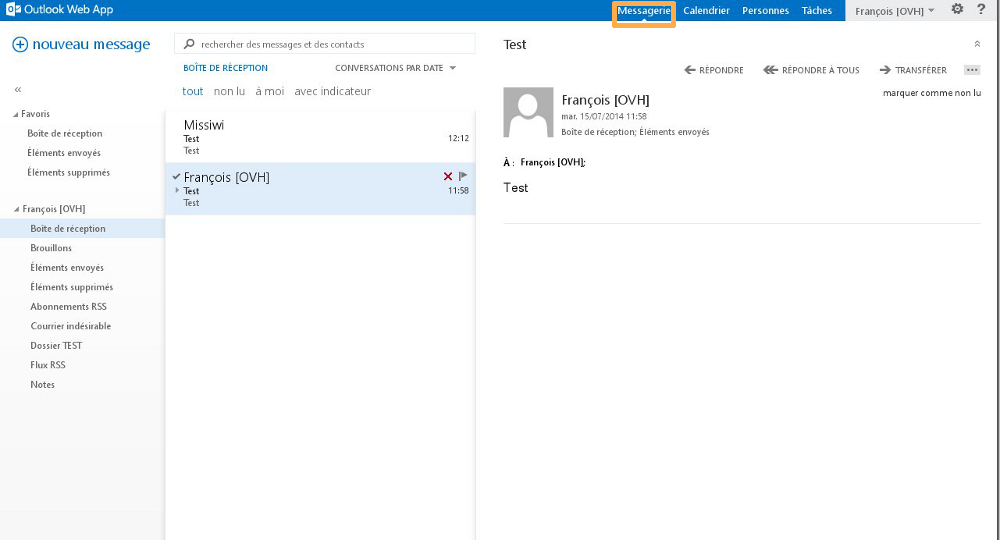 Outlook Web App
Messagerie Calendrier Personnes Tâches François [OVH] ?
nouveau message
rechercher des messages et des contacts
BOÎTE DE RÉCEPTION CONVERSATIONS PAR DATE
tout non lu à moi avec indicateur
Favoris
Boîte de réception
Éléments envoyés
Éléments supprimés
François [OVH]
Boîte de réception
Brouillons
Éléments envoyés
Éléments supprimés
Abonnements RSS
Courrier indésirable
Dossier TEST
Flux RSS
Notes
Missiwi
Test 12:12
Test
François [OVH]
Test 11:58
Test
Test
RÉPONDRE RÉPONDRE À TOUS TRANSFÉRER
marquer comme non lu
François [OVH]
mar. 15/07/2014 11:58
Boîte de réception; Éléments envoyés
À : François [OVH];
Test